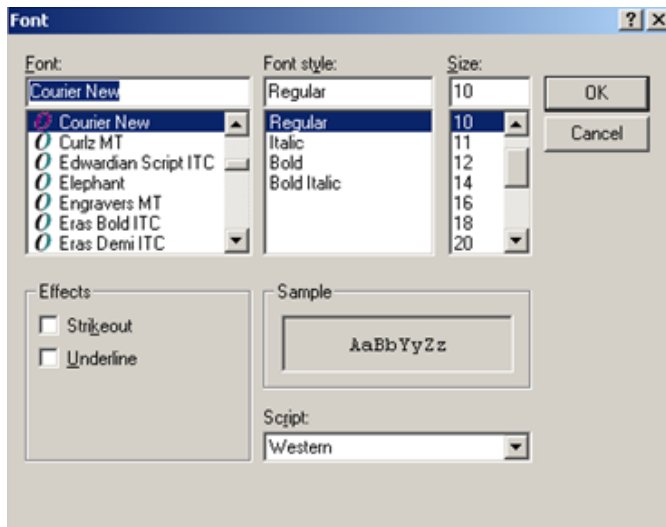 Font
Font: Font style: Size:
Courier New Regular 10 OK
Courier New Regular 10 Cancel
Curlz MT Italic 11
Edwardian Script ITC Bold 12
Elephant Bold Italic 14
Engravers MT 16
Eras Bold ITC 18
Eras Demi ITC 20
Effects Sample
Strikeout
AaBbYyZz
Underline
Script:
Western